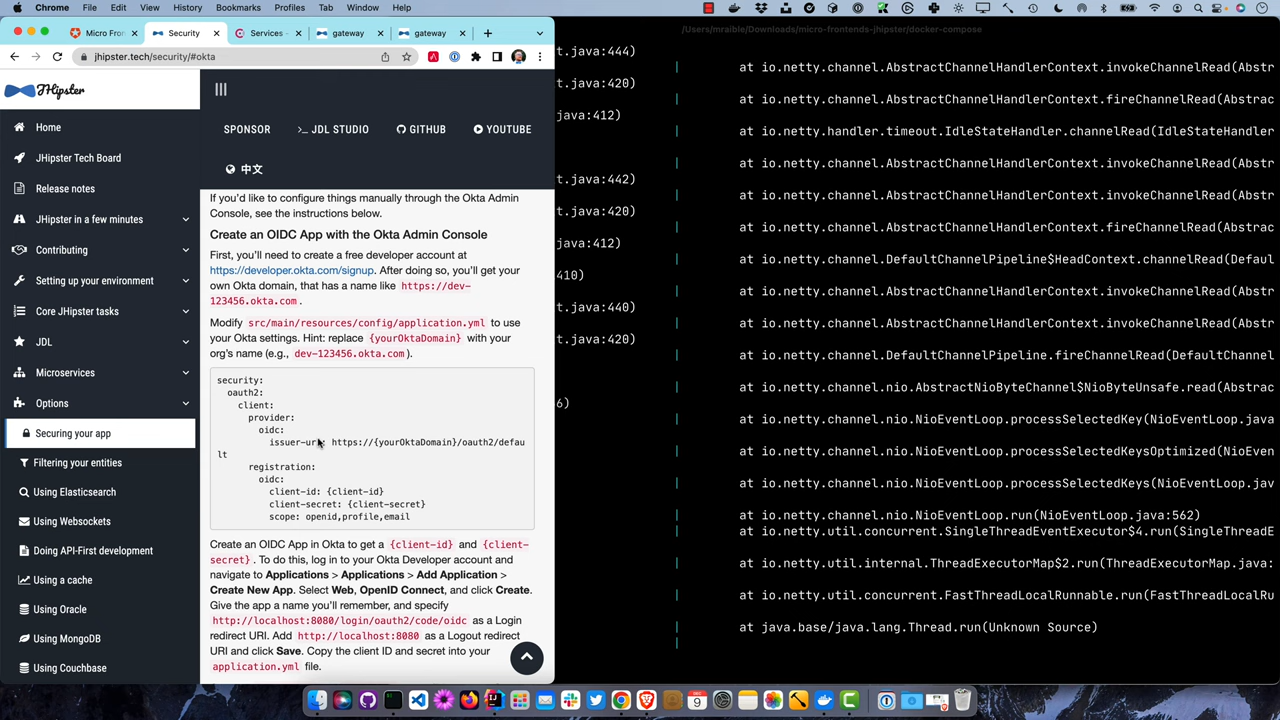 Chrome File Edit View History Bookmarks Profiles Tab Window Help
Micro Fron
Security
Services -
gateway
gateway
jhipster.tech/security/#okta
JHipster
Home
JHipster Tech Board
Release notes
JHipster in a few minutes
Contributing
Setting up your environment
Core JHipster tasks
JDL
Microservices
Options
Securing your app
Filtering your entities
Using Elasticsearch
Using Websockets
Doing API-First development
Using a cache
Using Oracle
Using MongoDB
Using Couchbase
SPONSOR
>_ JDL STUDIO
GITHUB
YOUTUBE
中文
If you'd like to configure things manually through the Okta Admin
Console, see the instructions below.
Create an OIDC App with the Okta Admin Console
First, you'll need to create a free developer account at
https://developer.okta.com/signup. After doing so, you'll get your
own Okta domain, that has a name like https://dev-
123456.okta.com .
Modify src/main/resources/config/application.yml to use
your Okta settings. Hint: replace {yourOktaDomain} with your
org's name (e.g., dev-123456.okta.com).
security:
oauth2:
client:
provider:
oidc:
issuer-uri: https://{yourOktaDomain}/oauth2/defau
lt
registration:
oidc:
client-id: {client-id}
client-secret: {client-secret}
scope: openid,profile,email
Create an OIDC App in Okta to get a {client-id} and {client-
secret} . To do this, log in to your Okta Developer account and
navigate to Applications > Applications > Add Application >
Create New App. Select Web, OpenID Connect, and click Create.
Give the app a name you'll remember, and specify
http://localhost:8080/login/oauth2/code/oidc as a Login
redirect URI. Add http://localhost:8080 as a Logout redirect
URI and click Save. Copy the client ID and secret into your
application.yml file.
/Users/mraible/Downloads/micro-frontends-jhipster/docker-compose
t.java:444)
t.java:420)
java:412)
t.java:442)
t.java:420)
java:412)
410)
t.java:440)
t.java:420)
6)
| at io.netty.channel.AbstractChannelHandlerContext.invokeChannelRead(Abstr
| at io.netty.channel.AbstractChannelHandlerContext.fireChannelRead(Abstrac
| at io.netty.handler.timeout.IdleStateHandler.channelRead(IdleStateHandler
| at io.netty.channel.AbstractChannelHandlerContext.invokeChannelRead(Abstr
| at io.netty.channel.AbstractChannelHandlerContext.invokeChannelRead(Abstr
| at io.netty.channel.AbstractChannelHandlerContext.fireChannelRead(Abstrac
| at io.netty.channel.DefaultChannelPipeline$HeadContext.channelRead(Defaul
| at io.netty.channel.AbstractChannelHandlerContext.invokeChannelRead(Abstr
| at io.netty.channel.AbstractChannelHandlerContext.invokeChannelRead(Abstr
| at io.netty.channel.DefaultChannelPipeline.fireChannelRead(DefaultChannel
| at io.netty.channel.nio.AbstractNioByteChannel$NioByteUnsafe.read(Abstrac
| at io.netty.channel.nio.NioEventLoop.processSelectedKey(NioEventLoop.java
| at io.netty.channel.nio.NioEventLoop.processSelectedKeysOptimized(NioEven
| at io.netty.channel.nio.NioEventLoop.processSelectedKeys(NioEventLoop.jav
| at io.netty.channel.nio.NioEventLoop.run(NioEventLoop.java:562)
| at io.netty.util.concurrent.SingleThreadEventExecutor$4.run(SingleThreadE
| at io.netty.util.internal.ThreadExecutorMap$2.run(ThreadExecutorMap.java:
| at io.netty.util.concurrent.FastThreadLocalRunnable.run(FastThreadLocalRu
| at java.base/java.lang.Thread.run(Unknown Source)
|